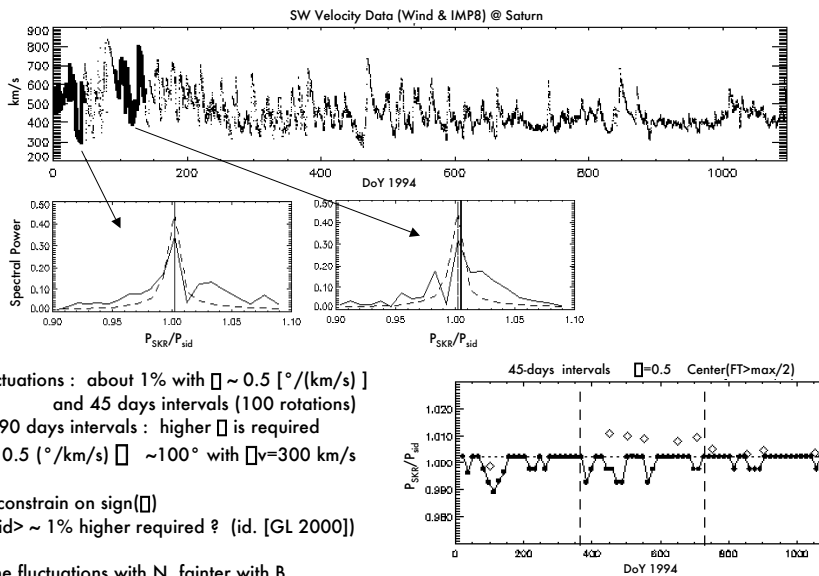 SW Velocity Data (Wind & IMP8) @ Saturn
900
800
700
600
500
400
300
200
km/s
0 200 400 600 800 1000
DoY 1994
0.50
0.40
0.30
0.20
0.10
0.00
Spectral Power
0.90 0.95 1.00 1.05 1.10
P_SKR/P_sid
0.50
0.40
0.30
0.20
0.10
0.00
0.90 0.95 1.00 1.05 1.10
P_SKR/P_sid
ctuations : about 1% with ▯ ~ 0.5 [°/(km/s) ]
and 45 days intervals (100 rotations)
90 days intervals : higher ▯ is required
0.5 (°/km/s) ▯ ~100° with ▯v=300 km/s
constrain on sign(▯)
id> ~ 1% higher required ? (id. [GL 2000])
ne fluctuations with N, fainter with B
45-days intervals ▯=0.5 Center(FT>max/2)
1.020
1.010
1.000
0.990
0.980
P_SKR/P_sid
0 200 400 600 800 1000
DoY 1994